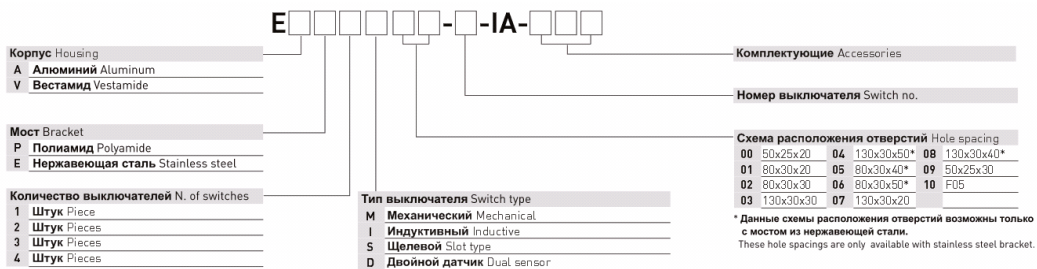 E - -IA-
Корпус Housing
A Алюминий Aluminum
V Вестамид Vestamide
Мост Bracket
P Полиамид Polyamide
E Нержавеющая сталь Stainless steel
Количество выключателей N. of switches
1 Штук Piece
2 Штук Pieces
3 Штук Pieces
4 Штук Pieces
Тип выключателя Switch type
M Механический Mechanical
I Индуктивный Inductive
S Щелевой Slot type
D Двойной датчик Dual sensor
Комплектующие Accessories
Номер выключателя Switch no.
Схема расположения отверстий Hole spacing
00 50x25x20 04 130x30x50* 08 130x30x40*
01 80x30x20 05 80x30x40* 09 50x25x30
02 80x30x30 06 80x30x50* 10 F05
03 130x30x30 07 130x30x20
* Данные схемы расположения отверстий возможны только
с мостом из нержавеющей стали.
These hole spacings are only available with stainless steel bracket.